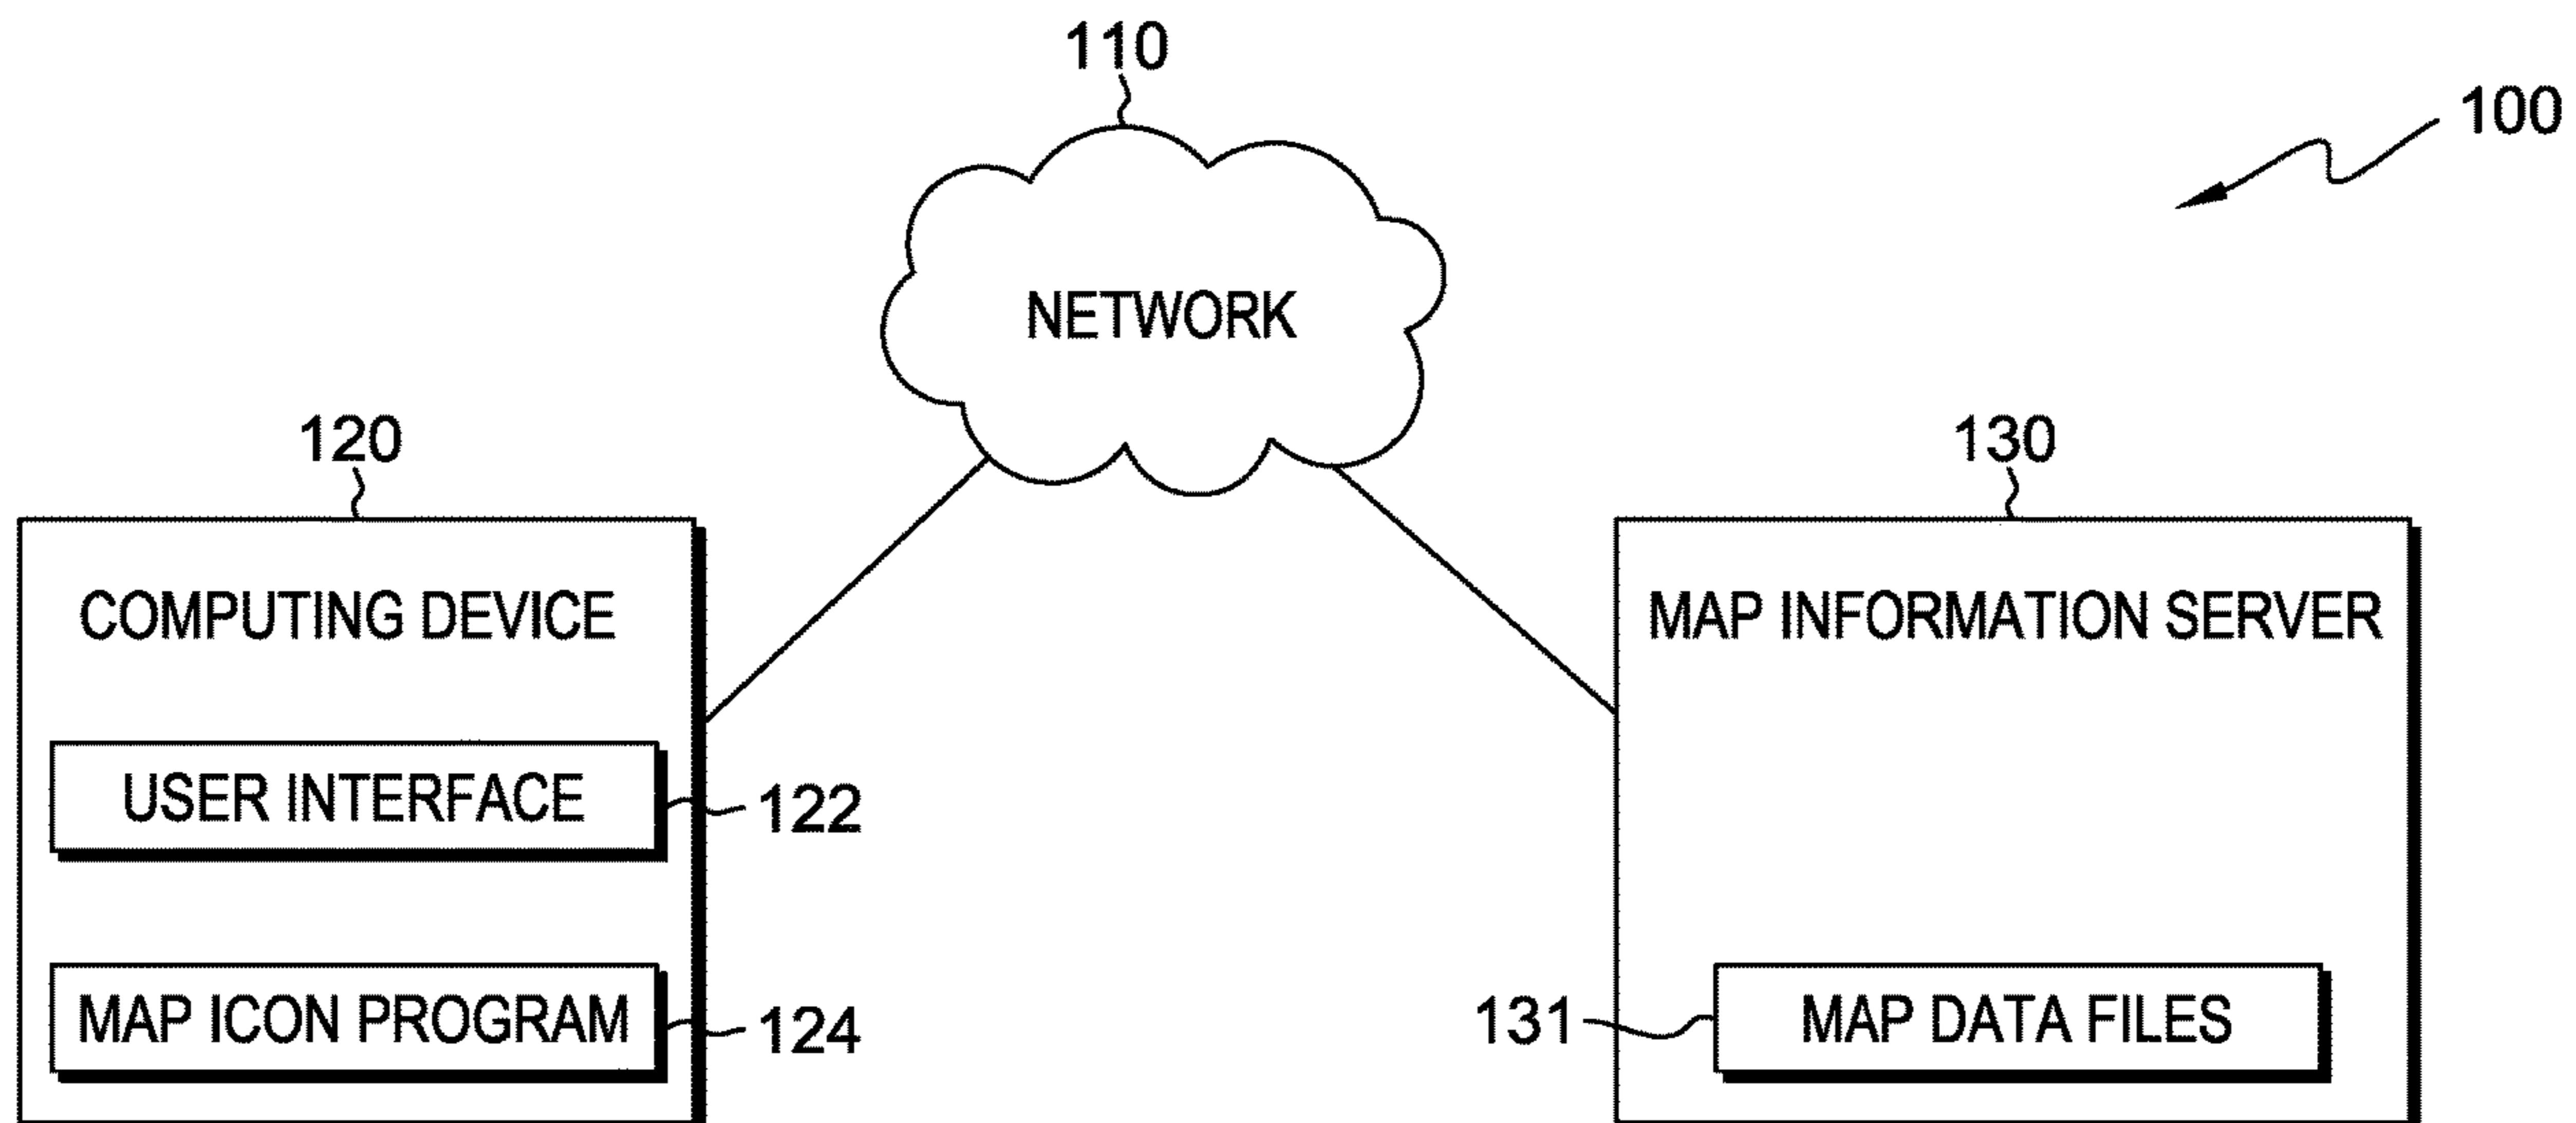 110
100
NETWORK
120
130
COMPUTING DEVICE
MAP INFORMATION SERVER
USER INTERFACE
122
MAP ICON PROGRAM
124
131
MAP DATA FILES